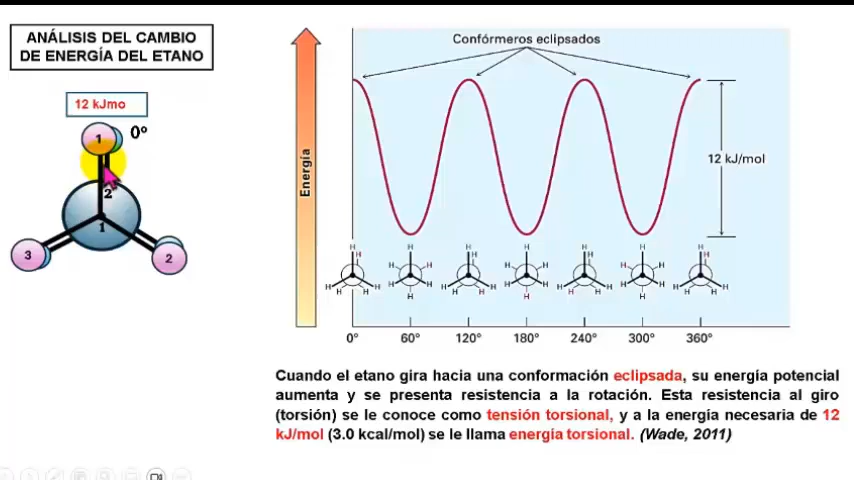 ANÁLISIS DEL CAMBIO
DE ENERGÍA DEL ETANO
12 kJmo
0º
1
2
1
3
2
Confórmeros eclipsados
Energía
12 kJ/mol
H H H H H H
H H H H H H
H H H H H H
H H H H H H
H H H H H H
H H H H H H
H H H H H H
0° 60° 120° 180° 240° 300° 360°
Cuando el etano gira hacia una conformación eclipsada, su energía potencial
aumenta y se presenta resistencia a la rotación. Esta resistencia al giro
(torsión) se le conoce como tensión torsional, y a la energía necesaria de 12
kJ/mol (3.0 kcal/mol) se le llama energía torsional. (Wade, 2011)